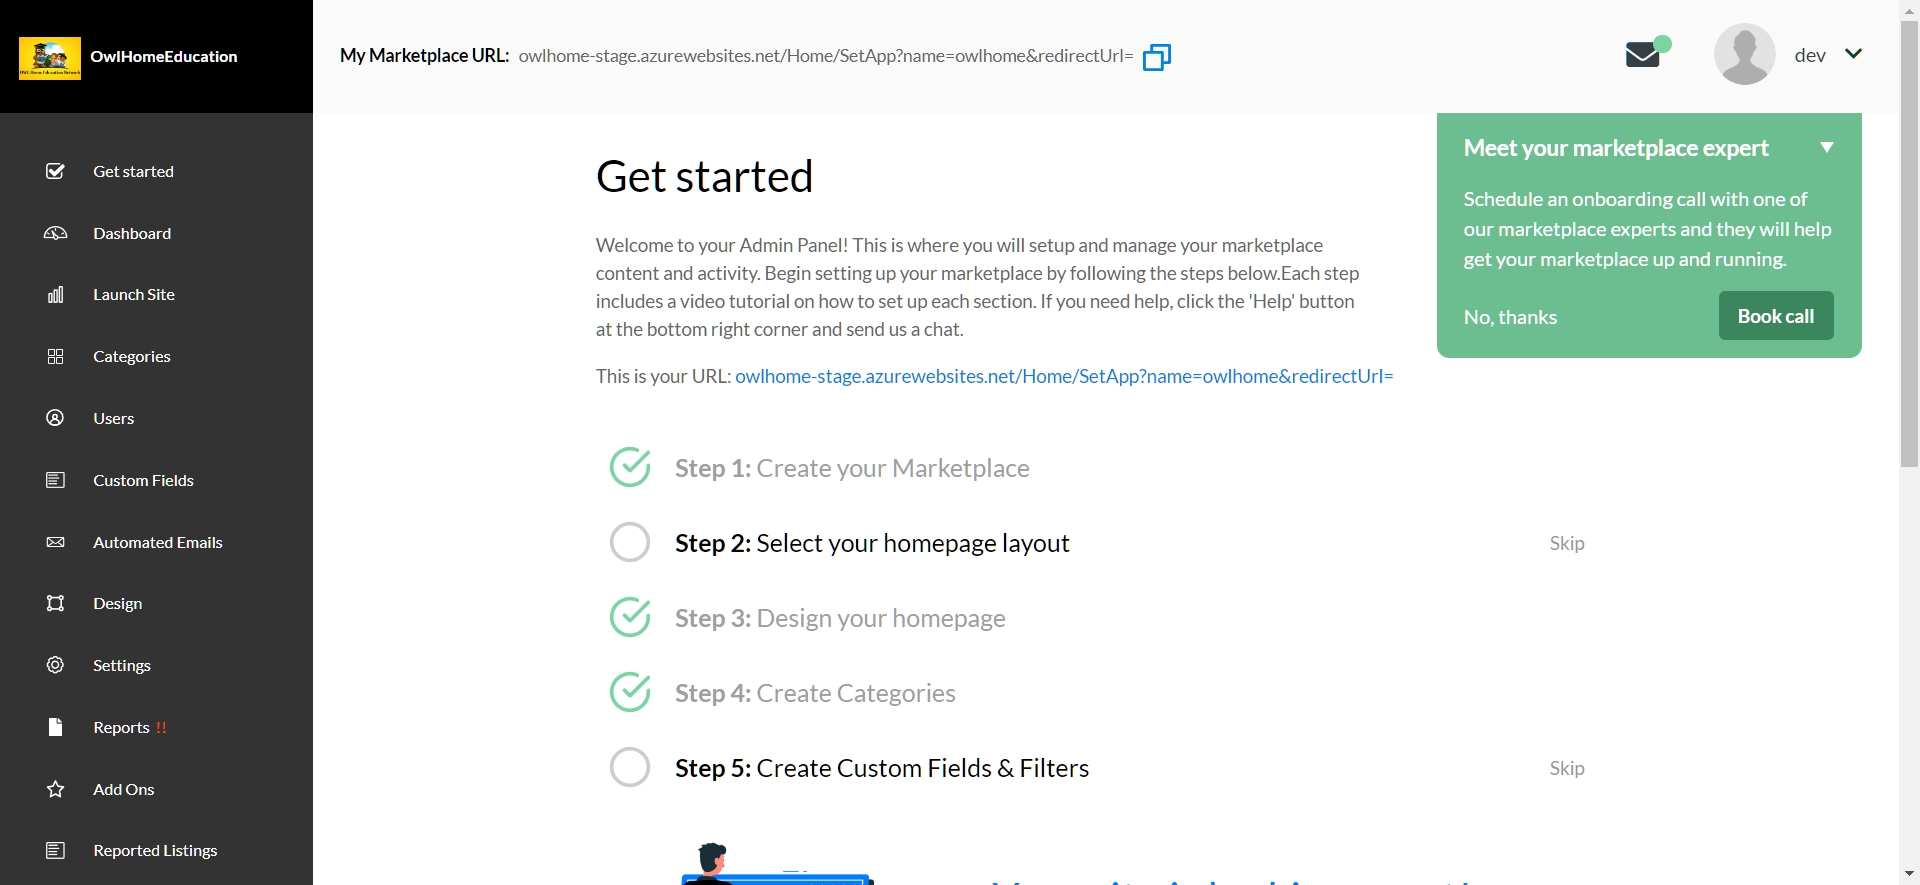 OwlHomeEducation
My Marketplace URL: owlhome-stage.azurewebsites.net/Home/SetApp?name=owlhome&redirectUrl=
dev
Get started
Dashboard
Launch Site
Categories
Users
Custom Fields
Automated Emails
Design
Settings
Reports !!
Add Ons
Reported Listings
Get started
Welcome to your Admin Panel! This is where you will setup and manage your marketplace
content and activity. Begin setting up your marketplace by following the steps below.Each step
includes a video tutorial on how to set up each section. If you need help, click the 'Help' button
at the bottom right corner and send us a chat.
This is your URL: owlhome-stage.azurewebsites.net/Home/SetApp?name=owlhome&redirectUrl=
Step 1: Create your Marketplace
Step 2: Select your homepage layout
Skip
Step 3: Design your homepage
Step 4: Create Categories
Step 5: Create Custom Fields & Filters
Skip
Meet your marketplace expert
Schedule an onboarding call with one of
our marketplace experts and they will help
get your marketplace up and running.
No, thanks
Book call